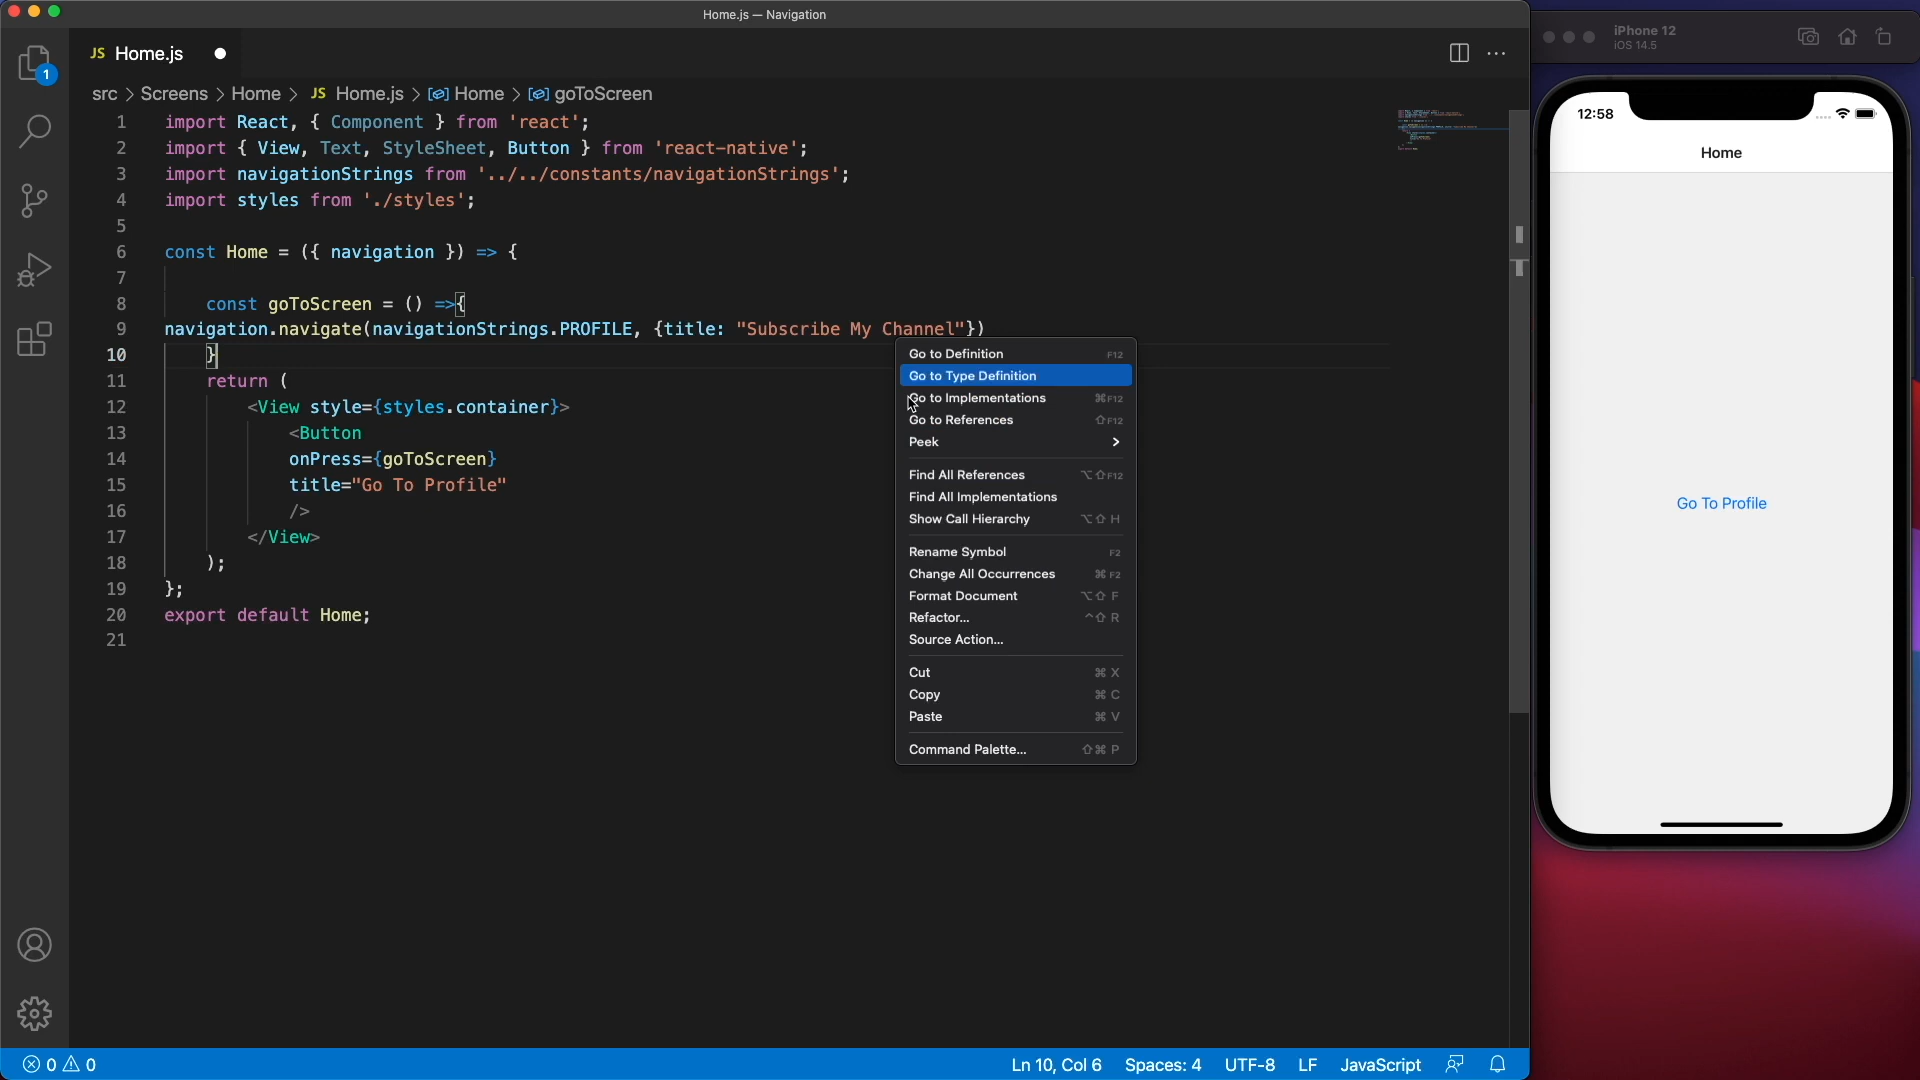 Home.js — Navigation
JS Home.js
1
src > Screens > Home > JS Home.js > Home > goToScreen
1 import React, { Component } from 'react';
2 import { View, Text, StyleSheet, Button } from 'react-native';
3 import navigationStrings from '../../constants/navigationStrings';
4 import styles from './styles';
5
6 const Home = ({ navigation }) => {
7
8 const goToScreen = () =>{
9 navigation.navigate(navigationStrings.PROFILE, {title: "Subscribe My Channel"})
10 }
11 return (
12 <View style={styles.container}>
13 <Button
14 onPress={goToScreen}
15 title="Go To Profile"
16 />
17 </View>
18 );
19 };
20 export default Home;
21
Go to Definition F12
Go to Type Definition
Go to Implementations ⌘F12
Go to References ⇧F12
Peek >
Find All References ⌥⇧F12
Find All Implementations
Show Call Hierarchy ⌥⇧H
Rename Symbol F2
Change All Occurrences ⌘F2
Format Document ⌥⇧F
Refactor... ^⇧R
Source Action...
Cut ⌘X
Copy ⌘C
Paste ⌘V
Command Palette... ⇧⌘P
0 0
Ln 10, Col 6 Spaces: 4 UTF-8 LF JavaScript
iPhone 12
iOS 14.5
12:58
Home
Go To Profile